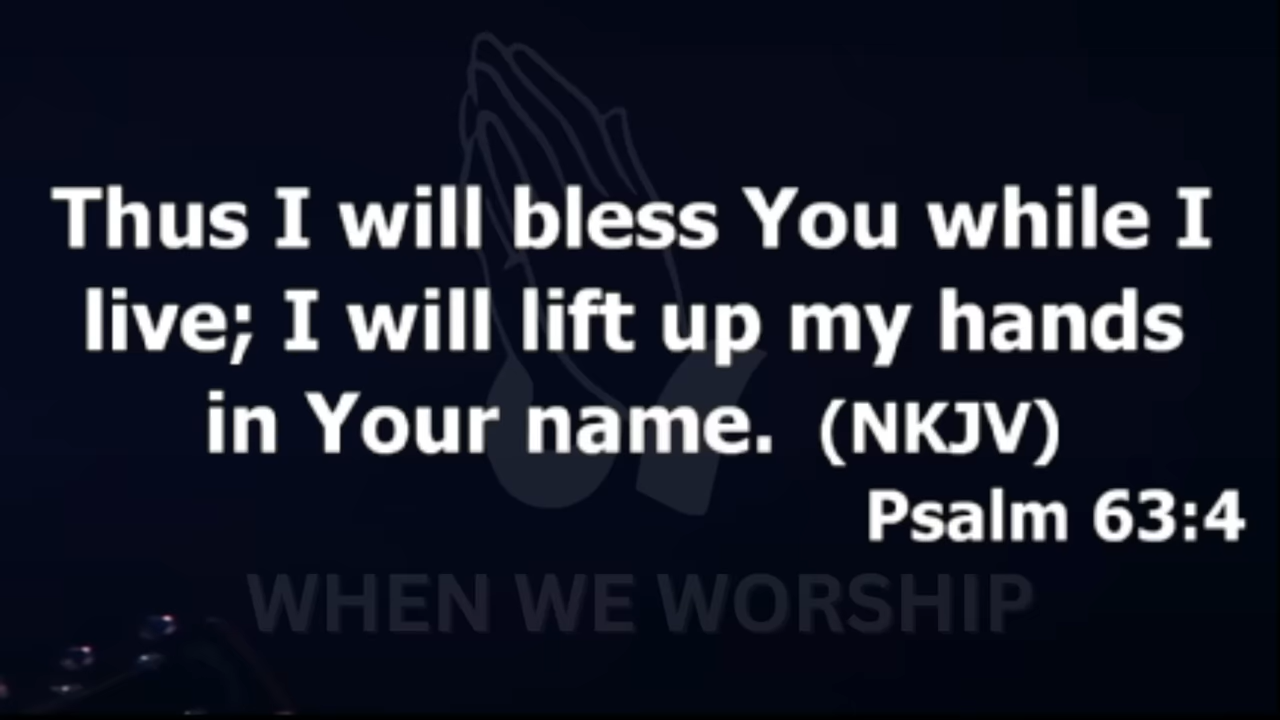 Thus I will bless You while I
live; I will lift up my hands
in Your name. (NKJV)
Psalm 63:4
WHEN WE WORSHIP